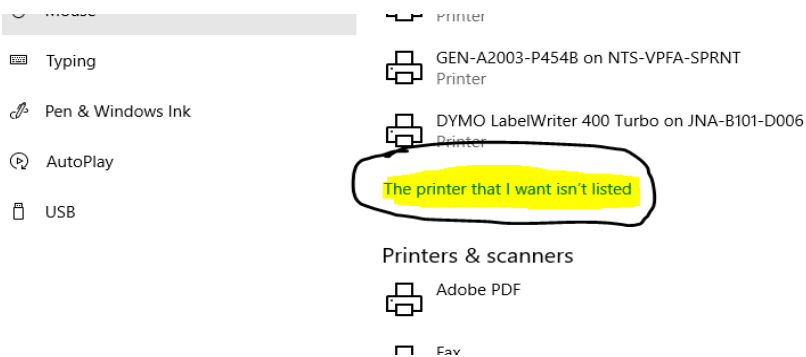 Mouse
Typing
Pen & Windows Ink
AutoPlay
USB
Printer
GEN-A2003-P454B on NTS-VPFA-SPRNT
Printer
DYMO LabelWriter 400 Turbo on JNA-B101-D006
Printer
The printer that I want isn't listed
Printers & scanners
Adobe PDF
Fax